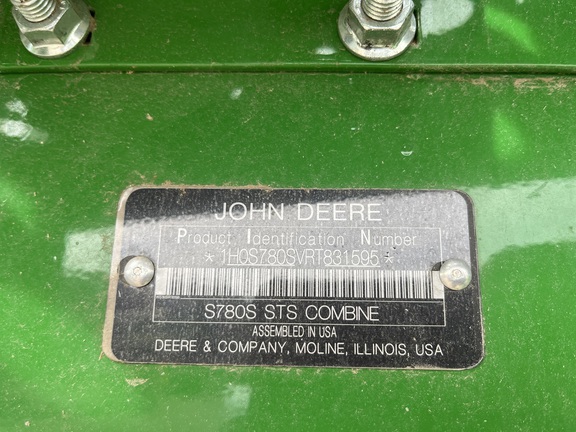 JOHN DEERE
Product Identification Number
*1H0S780SVRT831595*
S780S STS COMBINE
ASSEMBLED IN USA
DEERE & COMPANY, MOLINE, ILLINOIS, USA